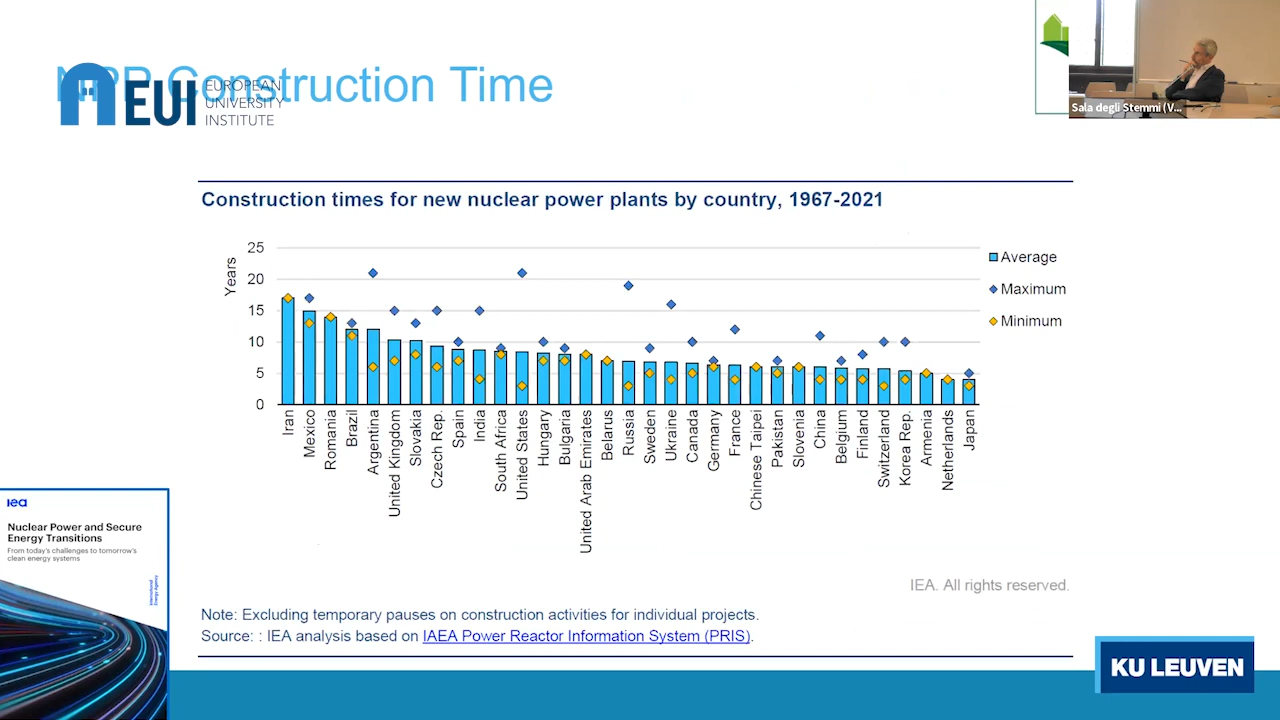 NPP Construction Time
EUI
EUROPEAN
UNIVERSITY
INSTITUTE
Sala degli Stemmi (V...
Construction times for new nuclear power plants by country, 1967-2021
Years
25
20
15
10
5
0
Average
Maximum
Minimum
Iran
Mexico
Romania
Brazil
Argentina
United Kingdom
Slovakia
Czech Rep.
Spain
India
South Africa
United States
Hungary
Bulgaria
United Arab Emirates
Belarus
Russia
Sweden
Ukraine
Canada
Germany
France
Chinese Taipei
Pakistan
Slovenia
China
Belgium
Finland
Switzerland
Korea Rep.
Armenia
Netherlands
Japan
IEA. All rights reserved.
Note: Excluding temporary pauses on construction activities for individual projects.
Source: : IEA analysis based on IAEA Power Reactor Information System (PRIS).
iea
Nuclear Power and Secure
Energy Transitions
From today's challenges to tomorrow's
clean energy systems
International
Energy Agency
KU LEUVEN